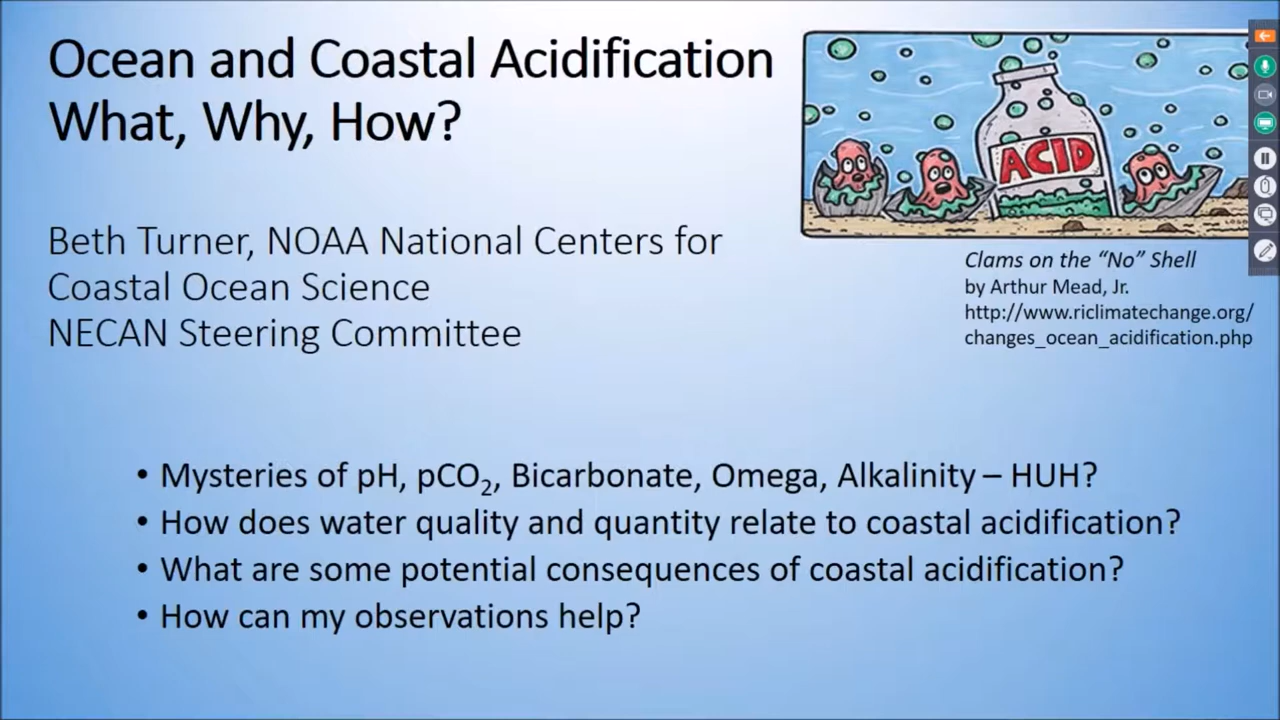 Ocean and Coastal Acidification
What, Why, How?
ACID
Beth Turner, NOAA National Centers for
Coastal Ocean Science
NECAN Steering Committee
Clams on the “No” Shell
by Arthur Mead, Jr.
http://www.riclimatechange.org/
changes_ocean_acidification.php
• Mysteries of pH, pCO₂, Bicarbonate, Omega, Alkalinity – HUH?
• How does water quality and quantity relate to coastal acidification?
• What are some potential consequences of coastal acidification?
• How can my observations help?